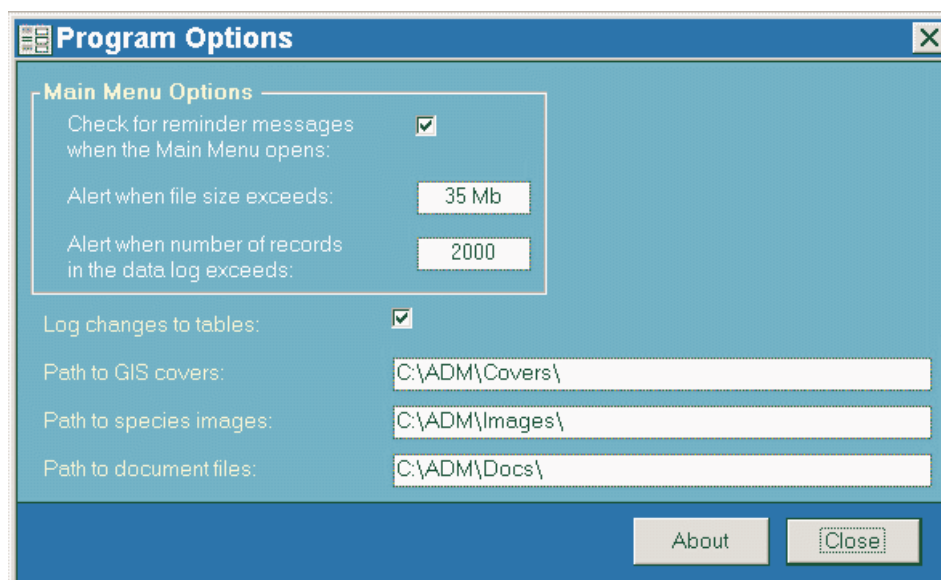 Program Options
Main Menu Options
Check for reminder messages
when the Main Menu opens:
Alert when file size exceeds:
35 Mb
Alert when number of records
in the data log exceeds:
2000
Log changes to tables:
Path to GIS covers:
C:\ADM\Covers\
Path to species images:
C:\ADM\Images\
Path to document files:
C:\ADM\Docs\
About
Close